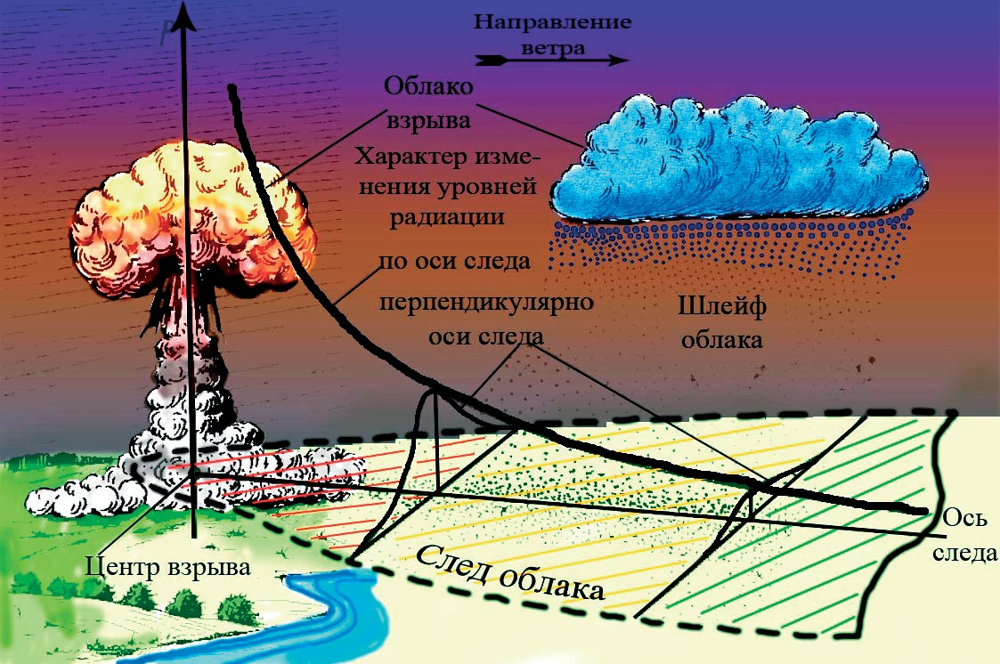 Направление
ветра
Облако
взрыва
Характер изме-
нения уровней
радиации
по оси следа
перпендикулярно
оси следа
Шлейф
облака
Ось
следа
Центр взрыва
След облака